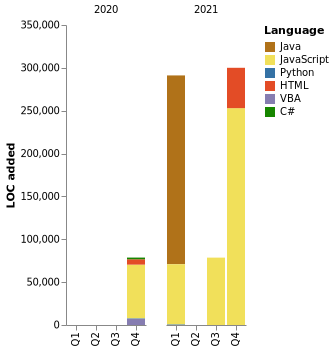 2020 2021
Language
Java
JavaScript
Python
HTML
VBA
C#
LOC added
350,000
300,000
250,000
200,000
150,000
100,000
50,000
0
Q1 Q2 Q3 Q4 Q1 Q2 Q3 Q4